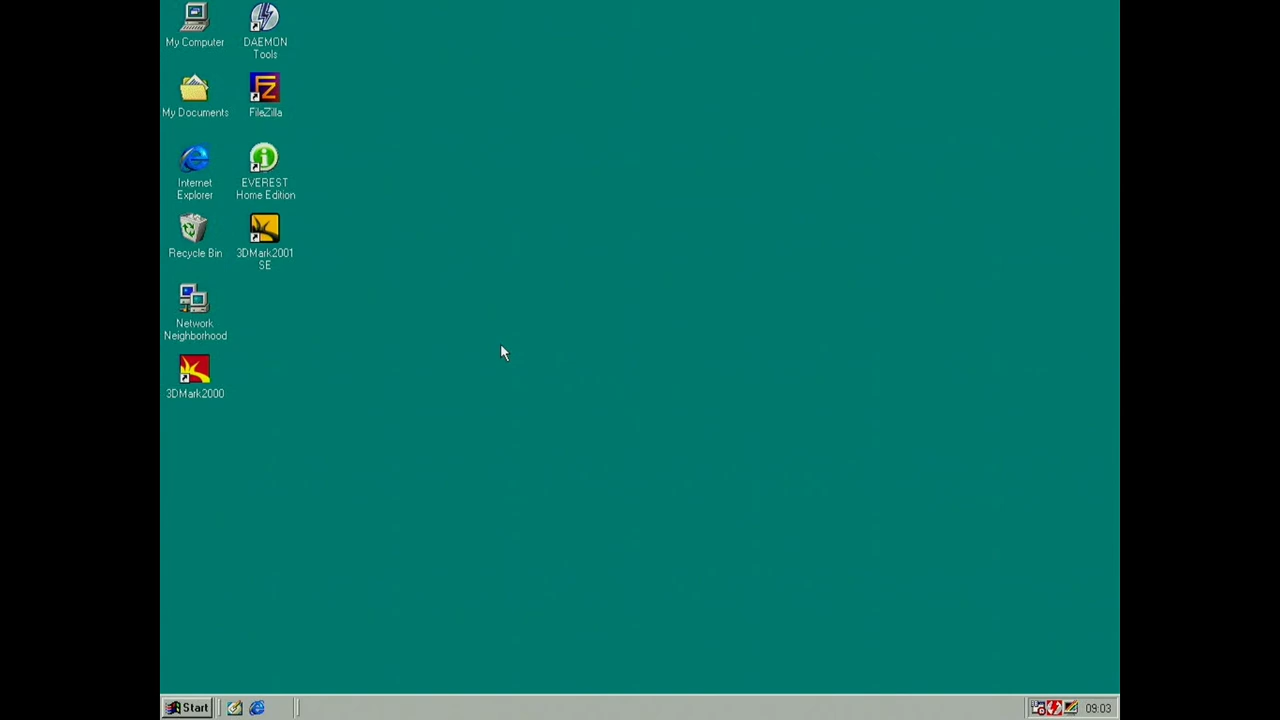 My Computer
DAEMON
Tools
My Documents
FileZilla
Internet
Explorer
EVEREST
Home Edition
Recycle Bin
3DMark2001
SE
Network
Neighborhood
3DMark2000
Start
09:03